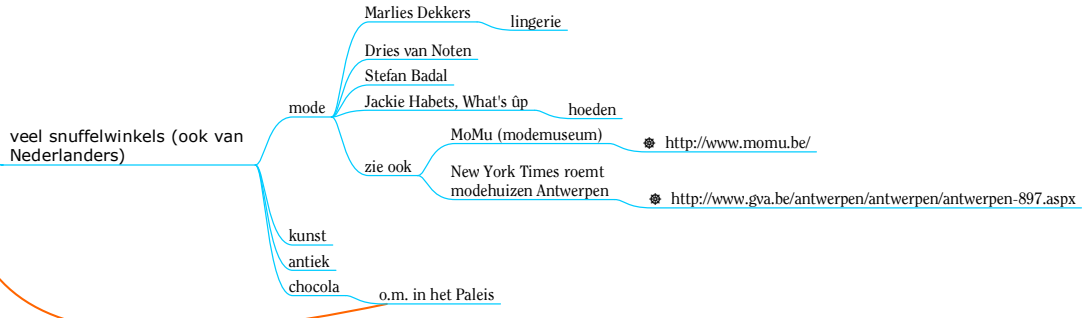 Marlies Dekkers
lingerie
Dries van Noten
Stefan Badal
Jackie Habets, What's ûp
hoeden
mode
veel snuffelwinkels (ook van
Nederlanders)
MoMu (modemuseum)
http://www.momu.be/
zie ook
New York Times roemt
modehuizen Antwerpen
http://www.gva.be/antwerpen/antwerpen/antwerpen-897.aspx
kunst
antiek
chocola
o.m. in het Paleis